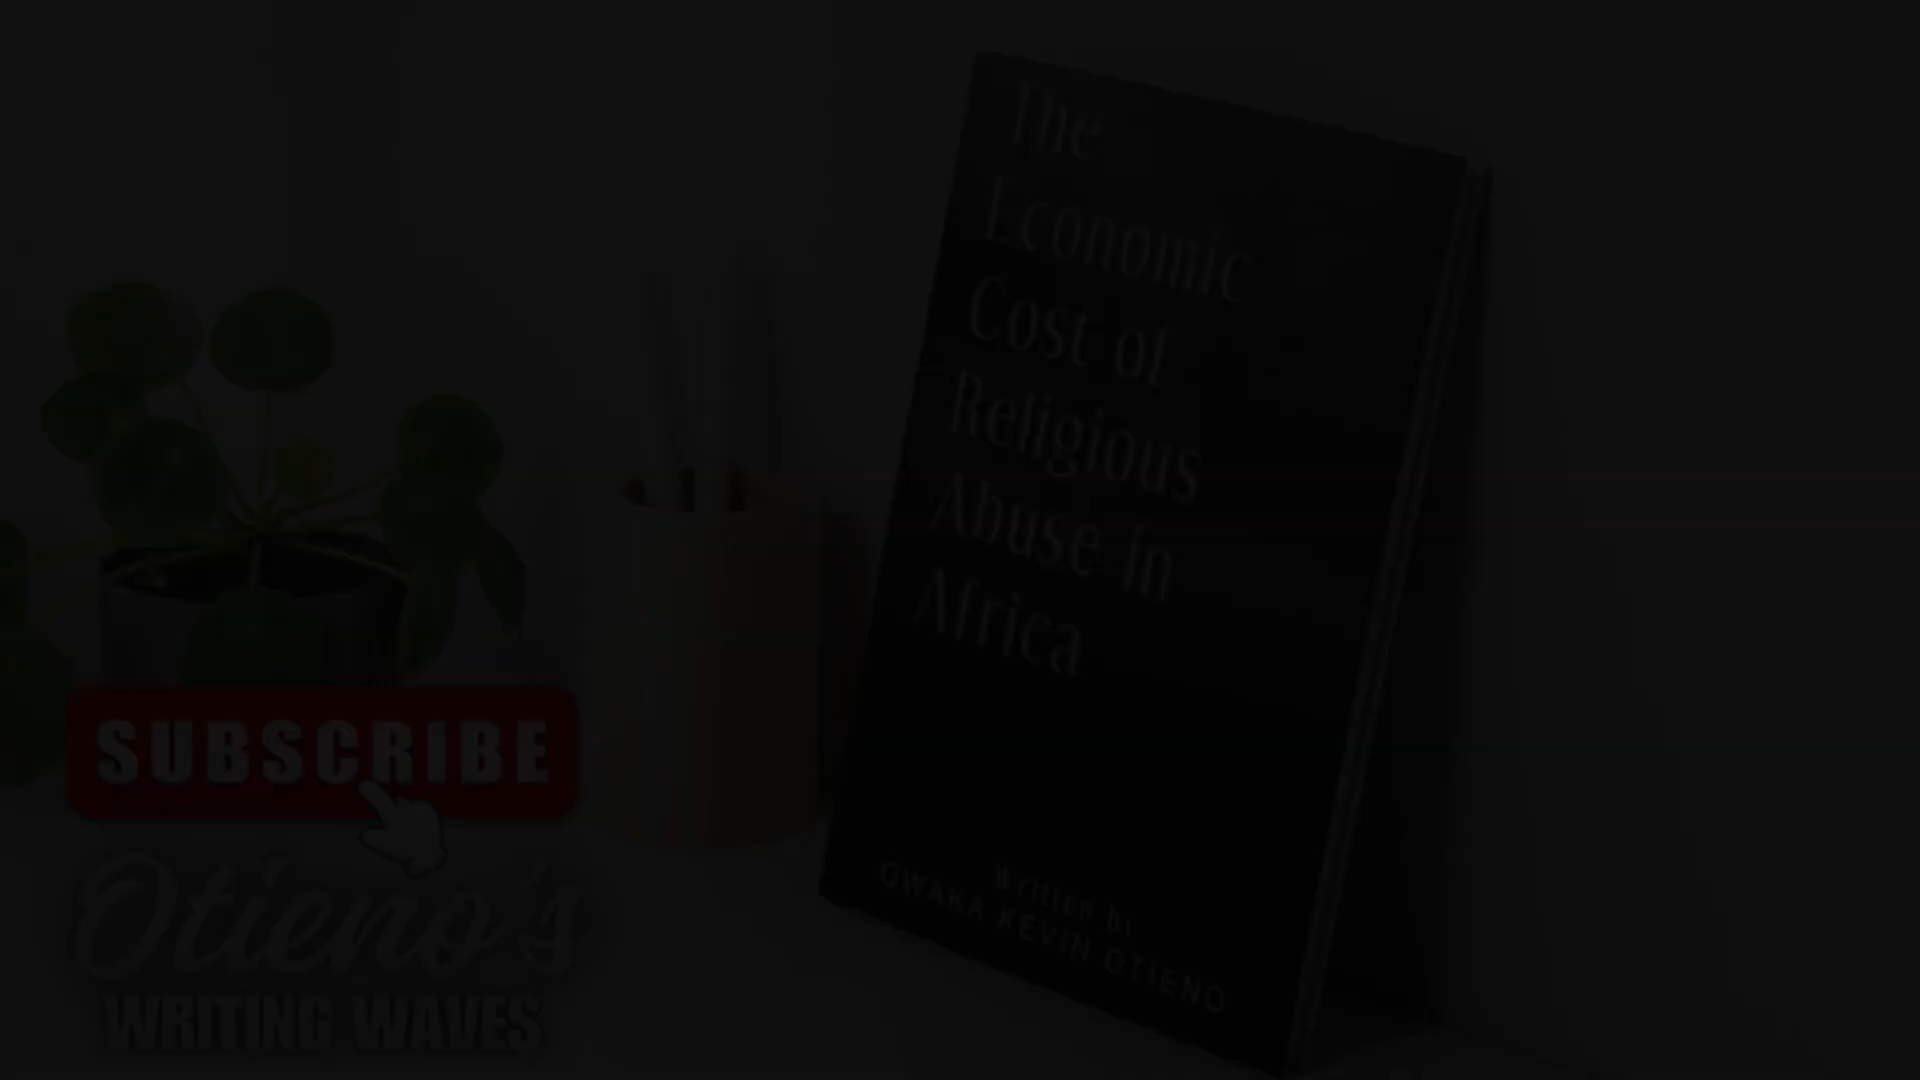 The
Economic
Cost of
Religious
Abuse in
Africa
Written by
OWAKA KEVIN OTIENO
SUBSCRIBE
Otieno's
WRITING WAVES